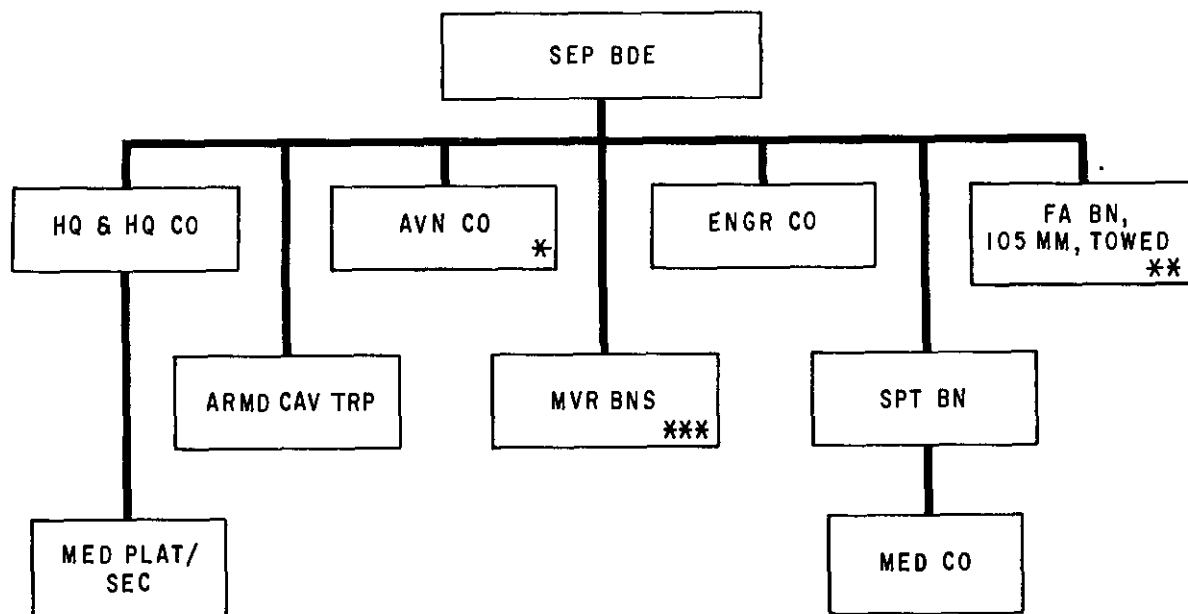 SEP BDE
HQ & HQ CO
AVN CO
*
ENGR CO
FA BN,
105 MM, TOWED
**
ARMD CAV TRP
MVR BNS
***
SPT BN
MED PLAT/
SEC
MED CO